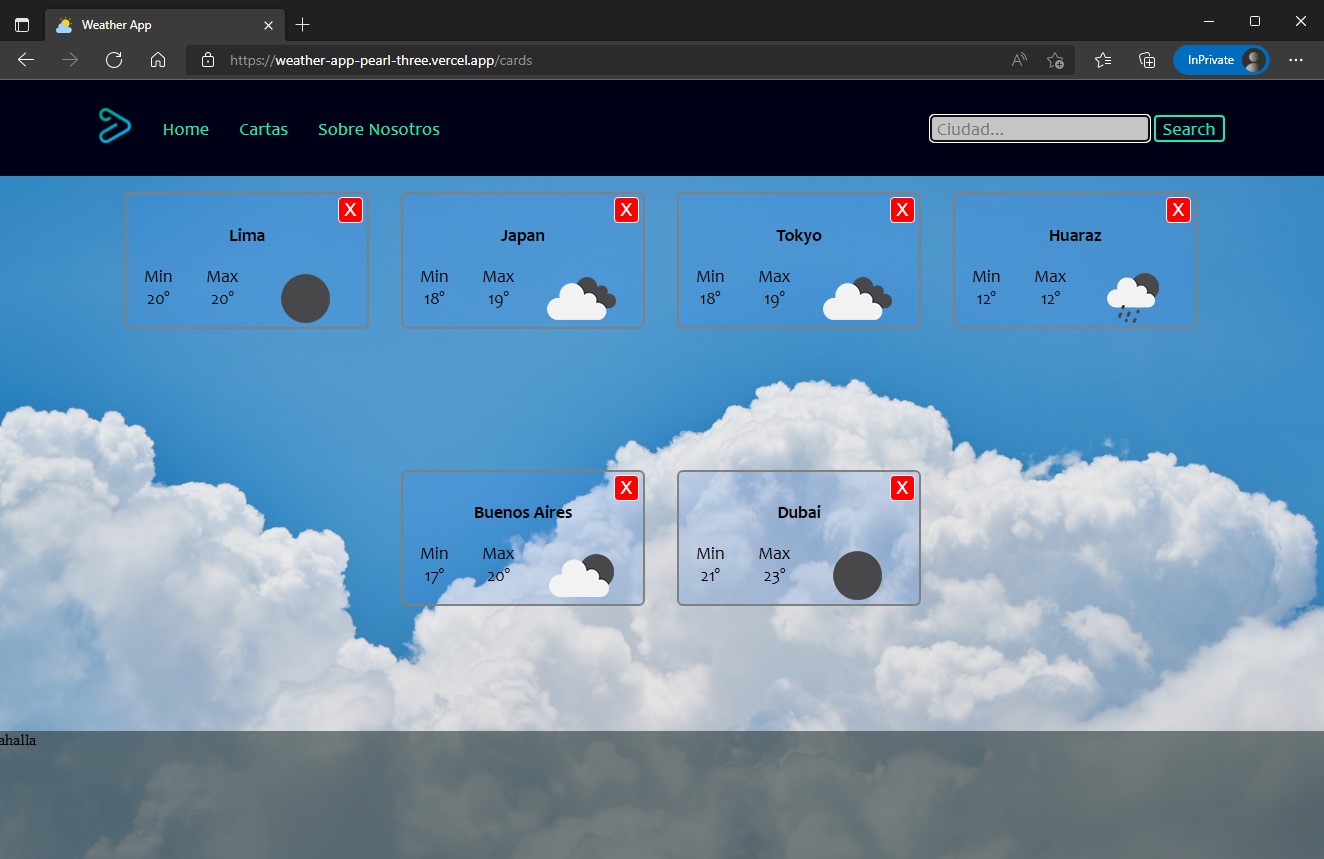 Weather App
https://weather-app-pearl-three.vercel.app/cards
InPrivate
Home Cartas Sobre Nosotros
Ciudad... Search
X
Lima
Min Max
20° 20°
X
Japan
Min Max
18° 19°
X
Tokyo
Min Max
18° 19°
X
Huaraz
Min Max
12° 12°
X
Buenos Aires
Min Max
17° 20°
X
Dubai
Min Max
21° 23°
ahalla